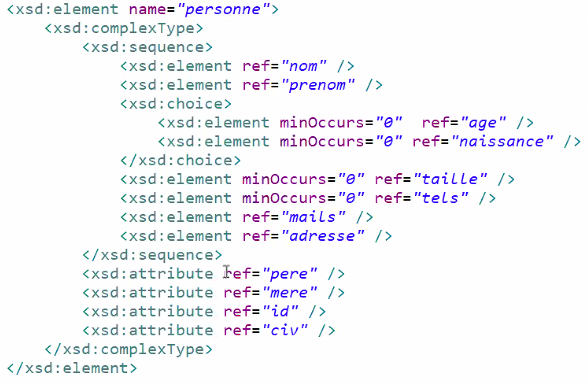 <xsd:element name="personne">
<xsd:complexType>
<xsd:sequence>
<xsd:element ref="nom" />
<xsd:element ref="prenom" />
<xsd:choice>
<xsd:element minOccurs="0" ref="age" />
<xsd:element minOccurs="0" ref="naissance" />
</xsd:choice>
<xsd:element minOccurs="0" ref="taille" />
<xsd:element minOccurs="0" ref="tels" />
<xsd:element ref="mails" />
<xsd:element ref="adresse" />
</xsd:sequence>
<xsd:attribute ref="pere" />
<xsd:attribute ref="mere" />
<xsd:attribute ref="id" />
<xsd:attribute ref="civ" />
</xsd:complexType>
</xsd:element>